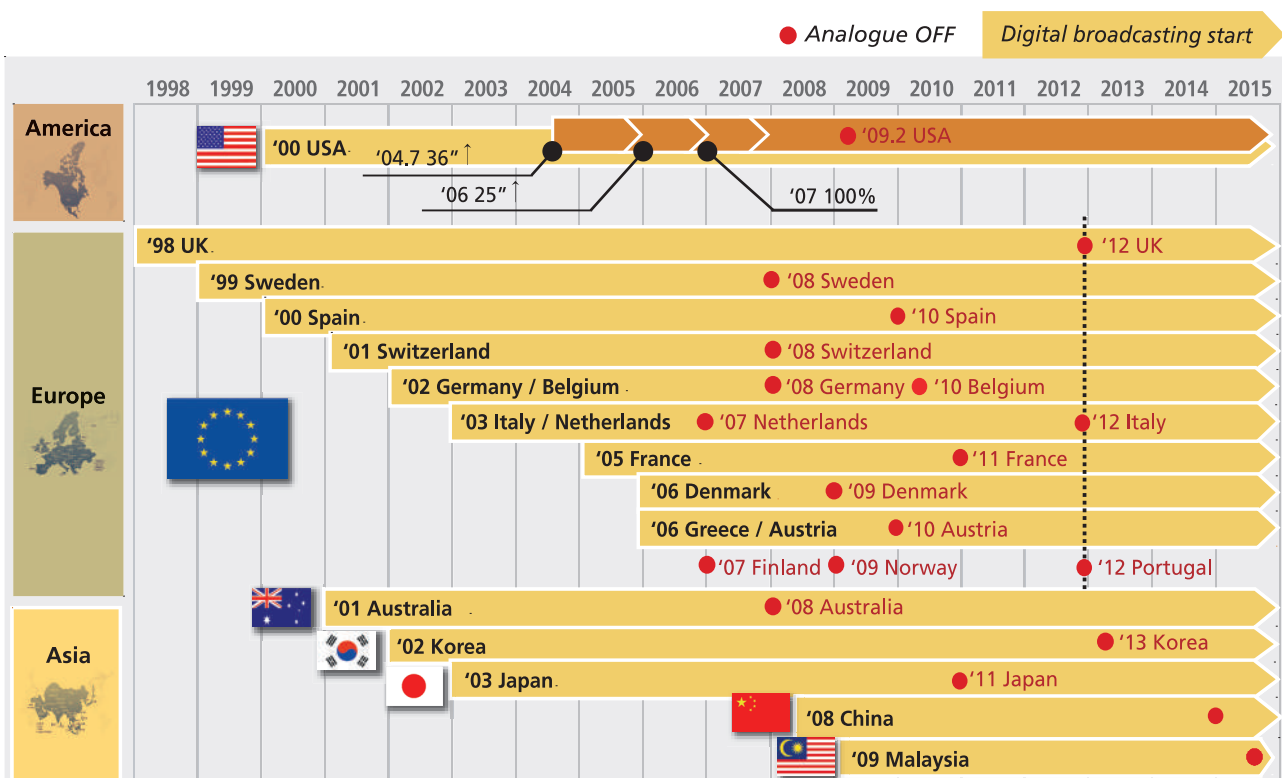 Analogue OFF Digital broadcasting start
1998 1999 2000 2001 2002 2003 2004 2005 2006 2007 2008 2009 2010 2011 2012 2013 2014 2015
America
'00 USA
'09.2 USA
'04.7 36” ↑
'06 25” ↑
'07 100%
Europe
‘98 UK
‘12 UK
‘99 Sweden
‘08 Sweden
‘00 Spain
‘10 Spain
‘01 Switzerland
‘08 Switzerland
‘02 Germany / Belgium
‘08 Germany
‘10 Belgium
‘03 Italy / Netherlands
‘07 Netherlands
‘12 Italy
‘05 France
‘11 France
‘06 Denmark
‘09 Denmark
‘06 Greece / Austria
‘10 Austria
‘07 Finland
‘09 Norway
‘12 Portugal
Asia
‘01 Australia
‘08 Australia
‘02 Korea
‘13 Korea
‘03 Japan
‘11 Japan
‘08 China
‘09 Malaysia